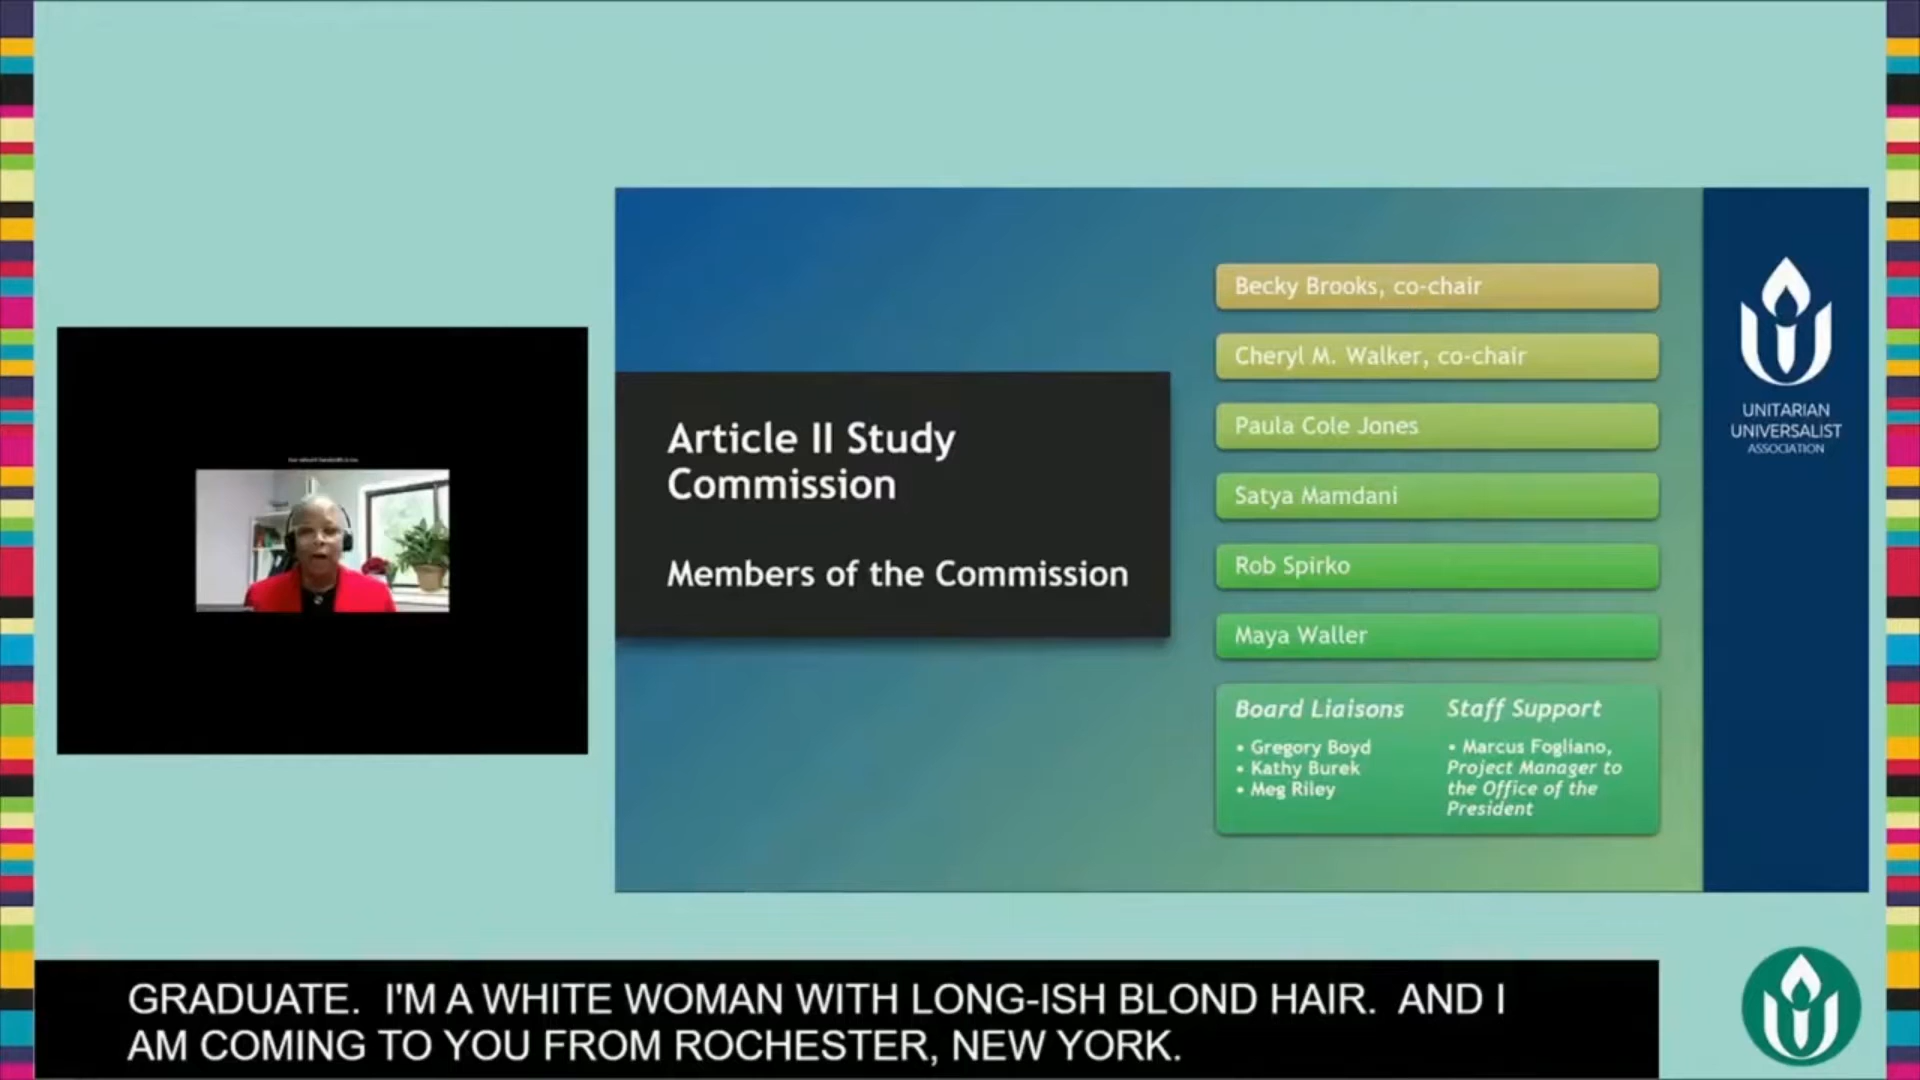 Article II Study
Commission
Members of the Commission
Becky Brooks, co-chair
Cheryl M. Walker, co-chair
Paula Cole Jones
Satya Mamdani
Rob Spirko
Maya Waller
Board Liaisons
• Gregory Boyd
• Kathy Burek
• Meg Riley
Staff Support
• Marcus Fogliano,
Project Manager to
the Office of the
President
UNITARIAN
UNIVERSALIST
ASSOCIATION
GRADUATE.  I'M A WHITE WOMAN WITH LONG-ISH BLOND HAIR.  AND I
AM COMING TO YOU FROM ROCHESTER, NEW YORK.